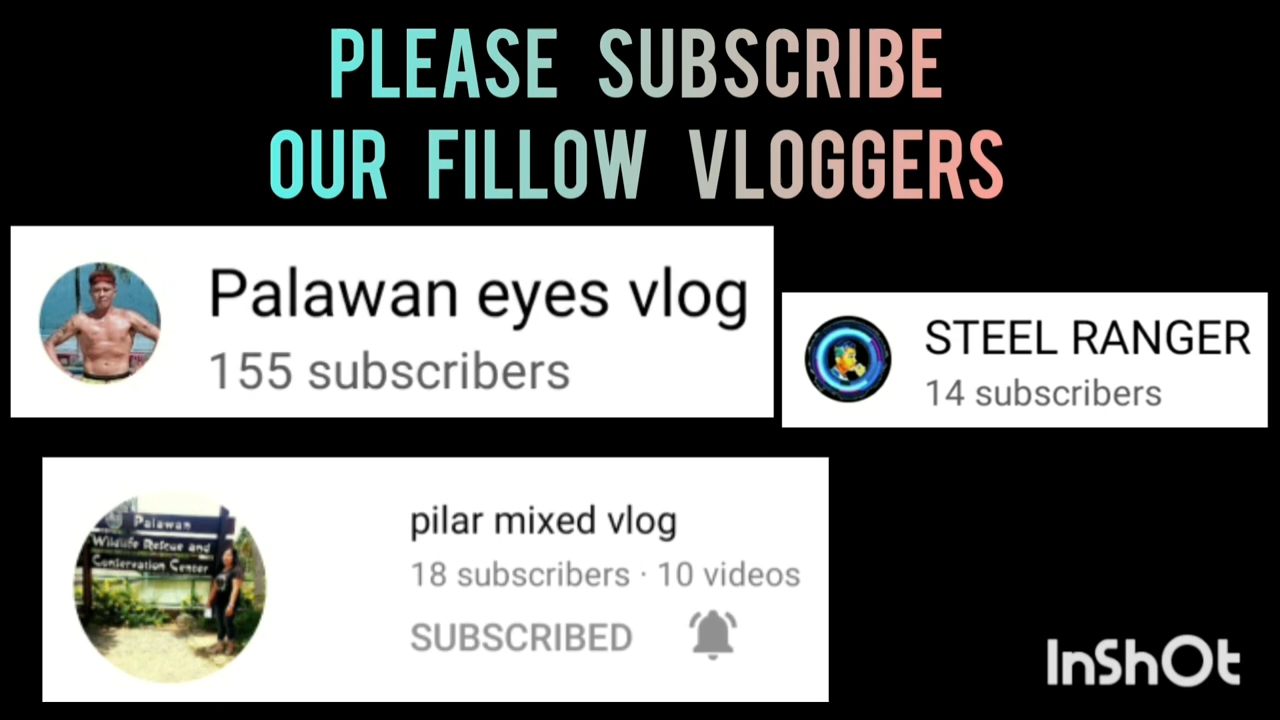 PLEASE SUBSCRIBE
OUR FILLOW VLOGGERS
Palawan eyes vlog
155 subscribers
STEEL RANGER
14 subscribers
Palawan
Wildlife Rescue and
Conservation Center
pilar mixed vlog
18 subscribers · 10 videos
SUBSCRIBED
InShOt